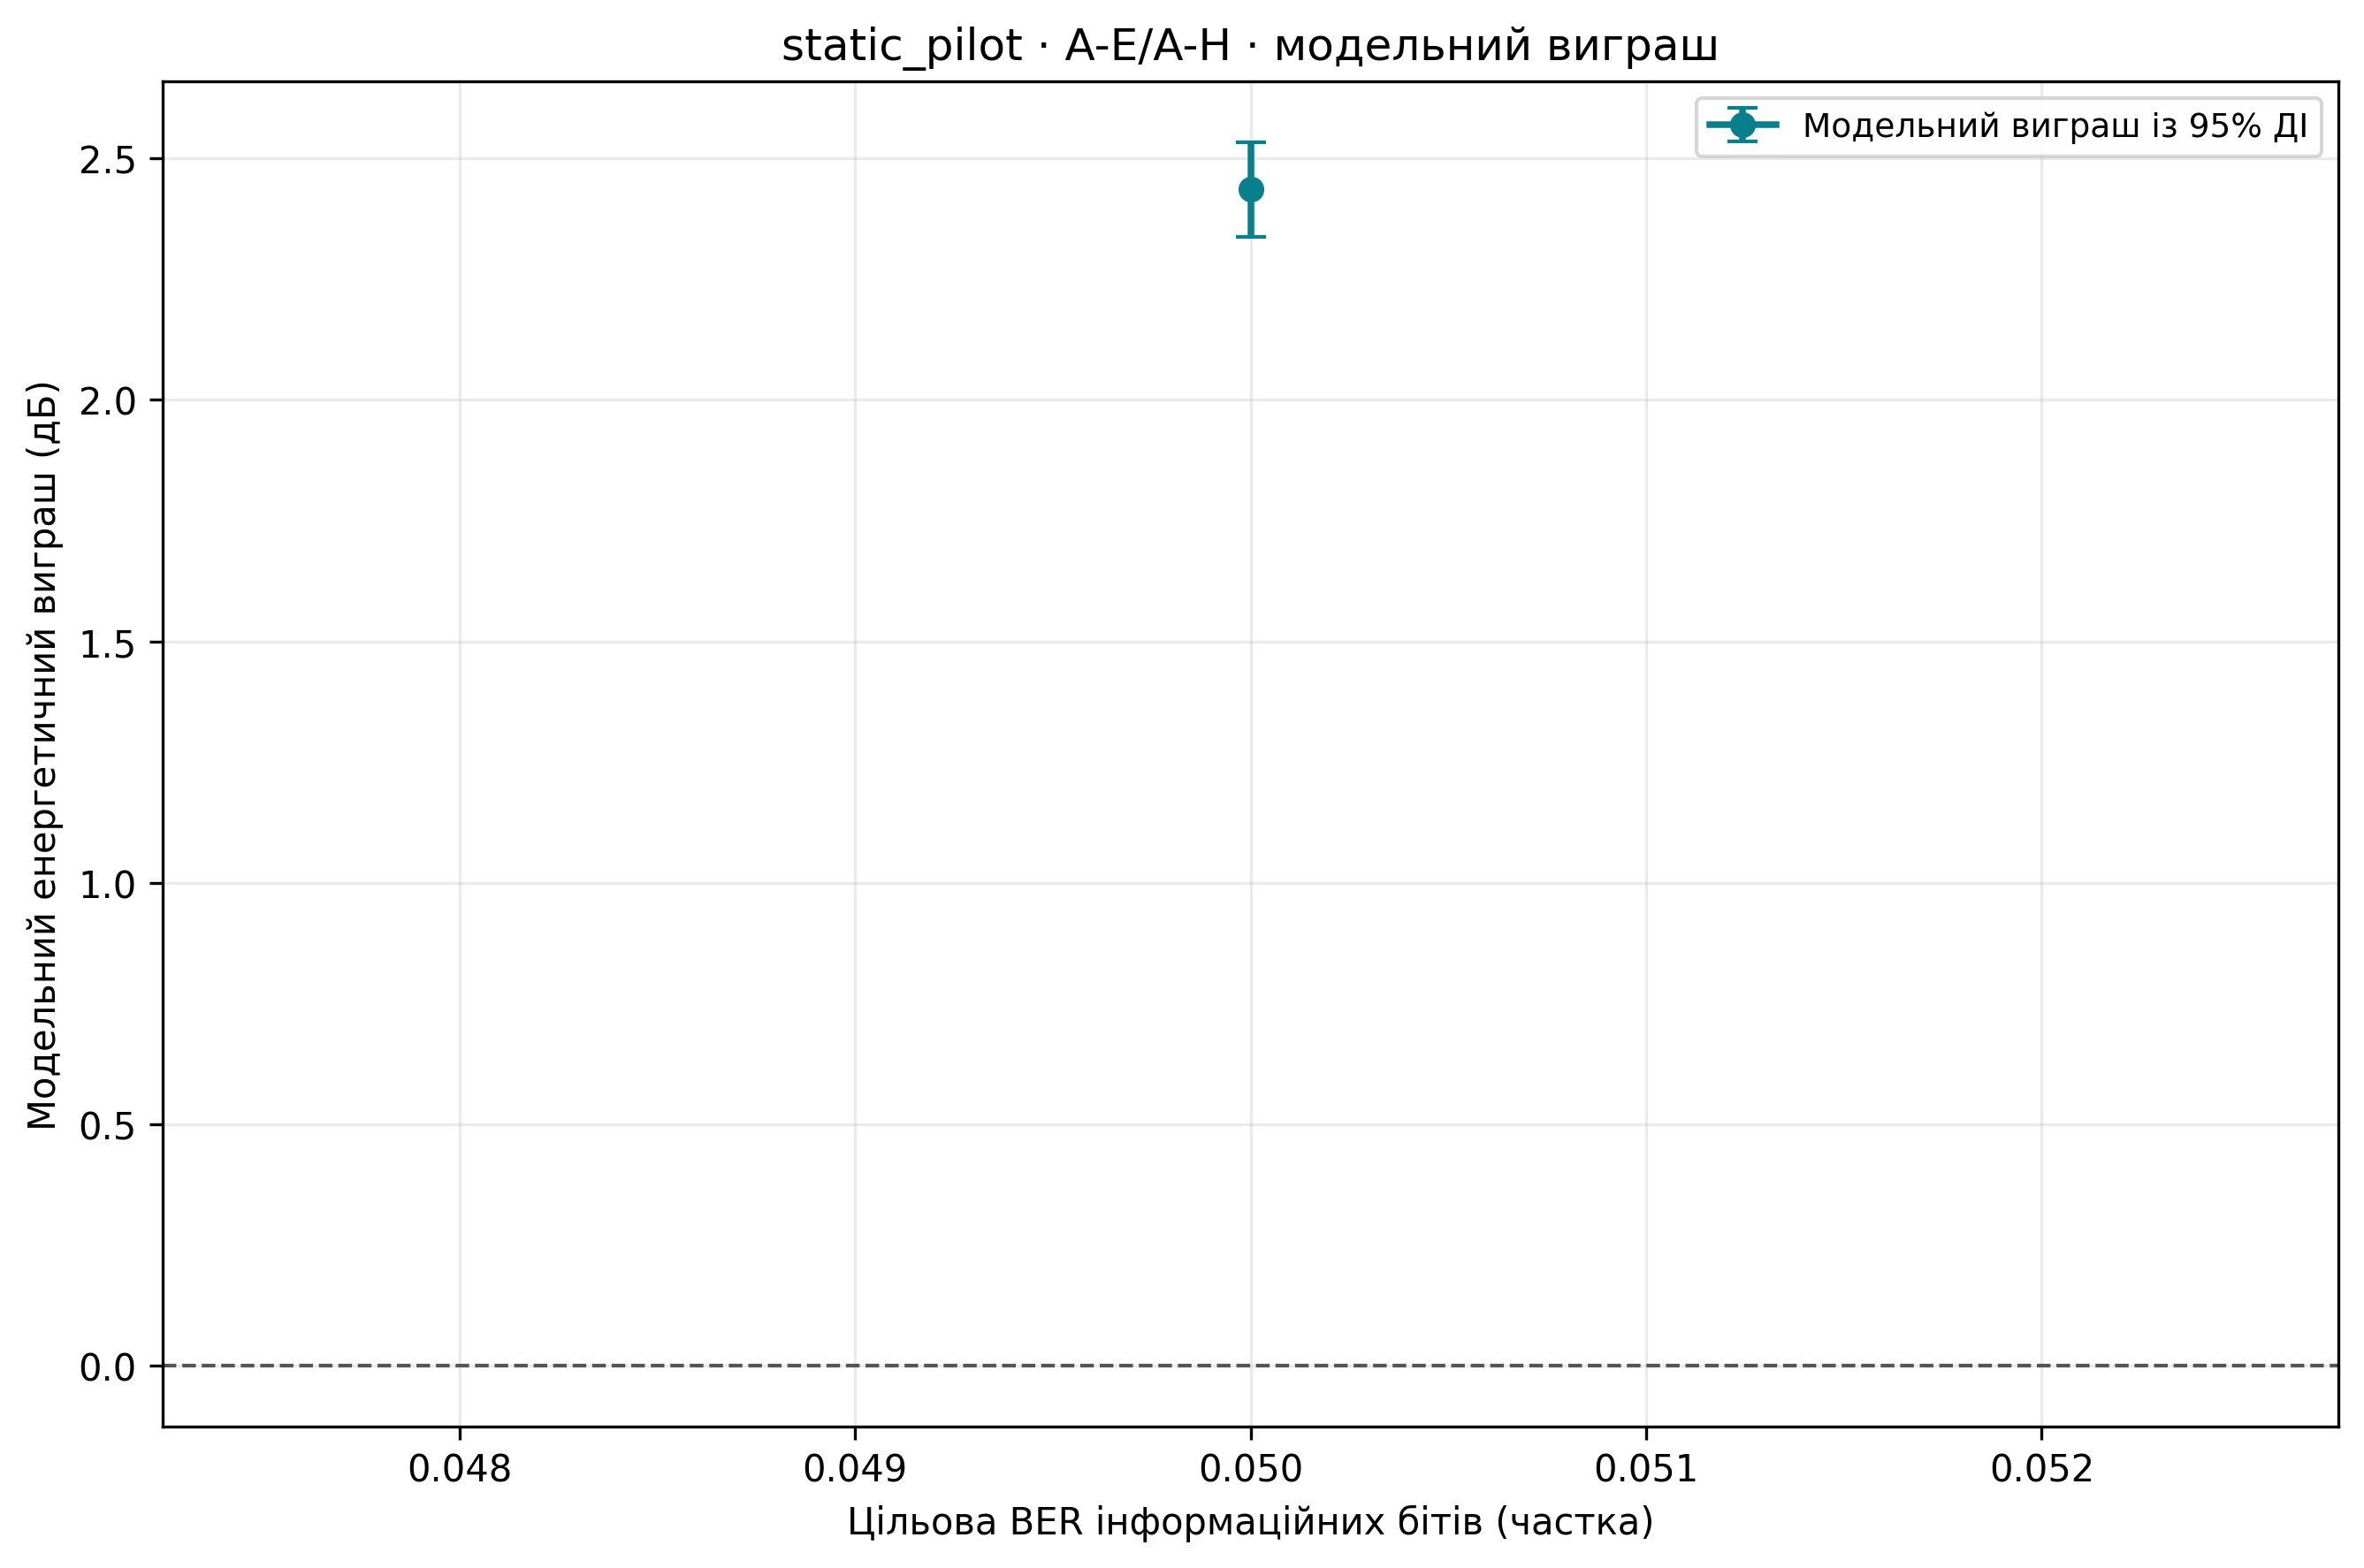 static_pilot · A-E/A-H · модельний виграш
Модельний виграш із 95% ДІ
Модельний енергетичний виграш (дБ)
2.5
2.0
1.5
1.0
0.5
0.0
0.048 0.049 0.050 0.051 0.052
Цільова BER інформаційних бітів (частка)